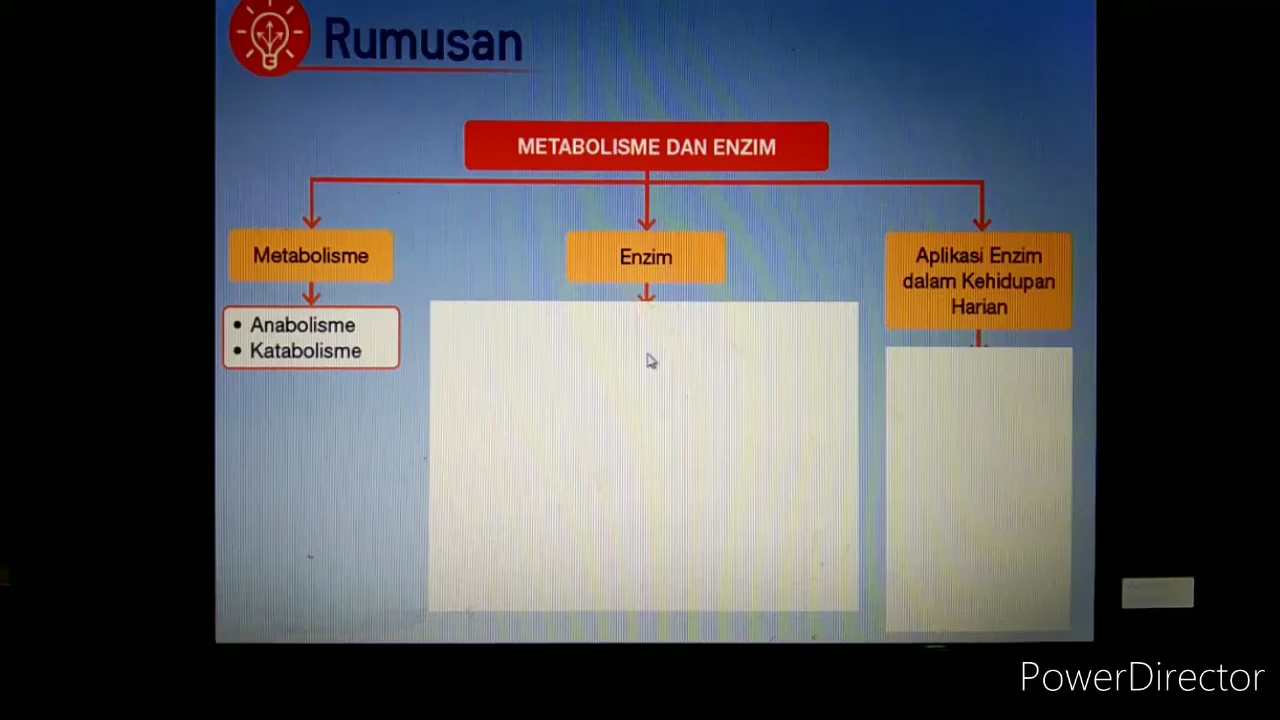 Rumusan
METABOLISME DAN ENZIM
Metabolisme
Enzim
Aplikasi Enzim
dalam Kehidupan
Harian
• Anabolisme
• Katabolisme
PowerDirector